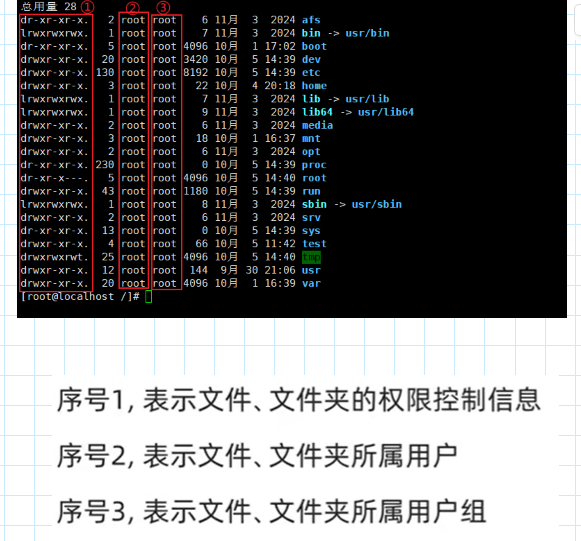 总用量 28 ① ② ③
dr-xr-xr-x. 2 root root 6 11月 3 2024 afs
lrwxrwxrwx. 1 root root 7 11月 3 2024 bin -> usr/bin
dr-xr-xr-x. 5 root root 4096 10月 1 17:02 boot
drwxr-xr-x. 20 root root 3420 10月 5 14:39 dev
drwxr-xr-x. 130 root root 8192 10月 5 14:39 etc
drwxr-xr-x. 3 root root 22 10月 4 20:18 home
lrwxrwxrwx. 1 root root 7 11月 3 2024 lib -> usr/lib
lrwxrwxrwx. 1 root root 9 11月 3 2024 lib64 -> usr/lib64
drwxr-xr-x. 2 root root 6 11月 3 2024 media
drwxr-xr-x. 3 root root 18 10月 1 16:37 mnt
drwxr-xr-x. 2 root root 6 11月 3 2024 opt
dr-xr-xr-x. 230 root root 0 10月 5 14:39 proc
dr-xr-x---. 5 root root 4096 10月 5 14:40 root
drwxr-xr-x. 43 root root 1180 10月 5 14:39 run
lrwxrwxrwx. 1 root root 8 11月 3 2024 sbin -> usr/sbin
drwxr-xr-x. 2 root root 6 11月 3 2024 srv
dr-xr-xr-x. 13 root root 0 10月 5 14:39 sys
drwxr-xr-x. 4 root root 66 10月 5 11:42 test
drwxrwxrwt. 25 root root 4096 10月 5 14:40 tmp
drwxr-xr-x. 12 root root 144 9月 30 21:06 usr
drwxr-xr-x. 20 root root 4096 10月 1 16:39 var
[root@localhost /]#
序号1, 表示文件、文件夹的权限控制信息
序号2, 表示文件、文件夹所属用户
序号3, 表示文件、文件夹所属用户组